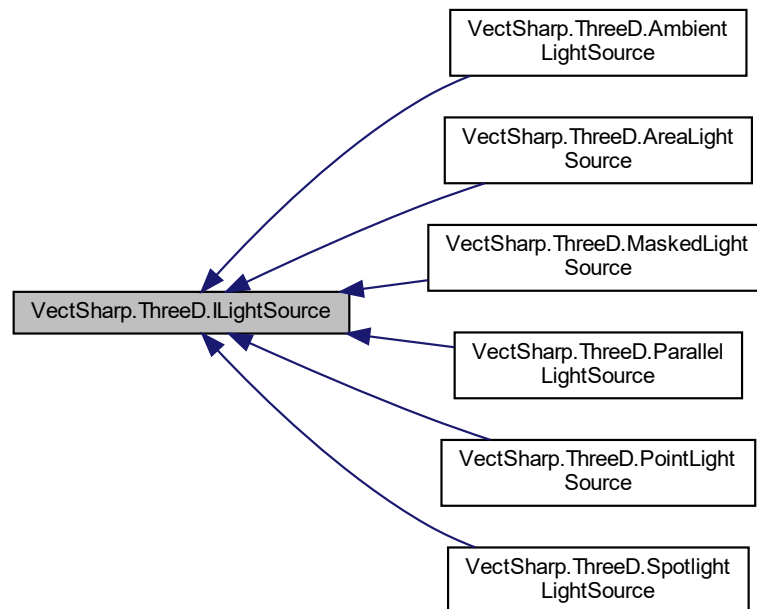 VectSharp.ThreeD.Ambient
LightSource
VectSharp.ThreeD.AreaLight
Source
VectSharp.ThreeD.MaskedLight
Source
VectSharp.ThreeD.ILightSource
VectSharp.ThreeD.Parallel
LightSource
VectSharp.ThreeD.PointLight
Source
VectSharp.ThreeD.Spotlight
LightSource